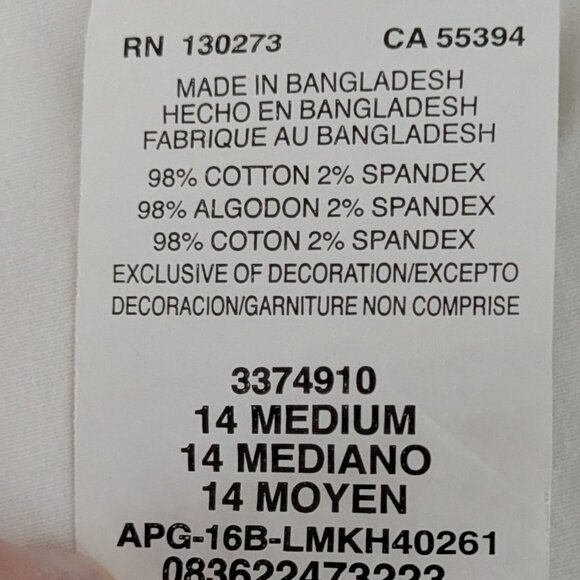 RN 130273 CA 55394
MADE IN BANGLADESH
HECHO EN BANGLADESH
FABRIQUE AU BANGLADESH
98% COTTON 2% SPANDEX
98% ALGODON 2% SPANDEX
98% COTON 2% SPANDEX
EXCLUSIVE OF DECORATION/EXCEPTO
DECORACION/GARNITURE NON COMPRISE
3374910
14 MEDIUM
14 MEDIANO
14 MOYEN
APG-16B-LMKH40261
083622473223